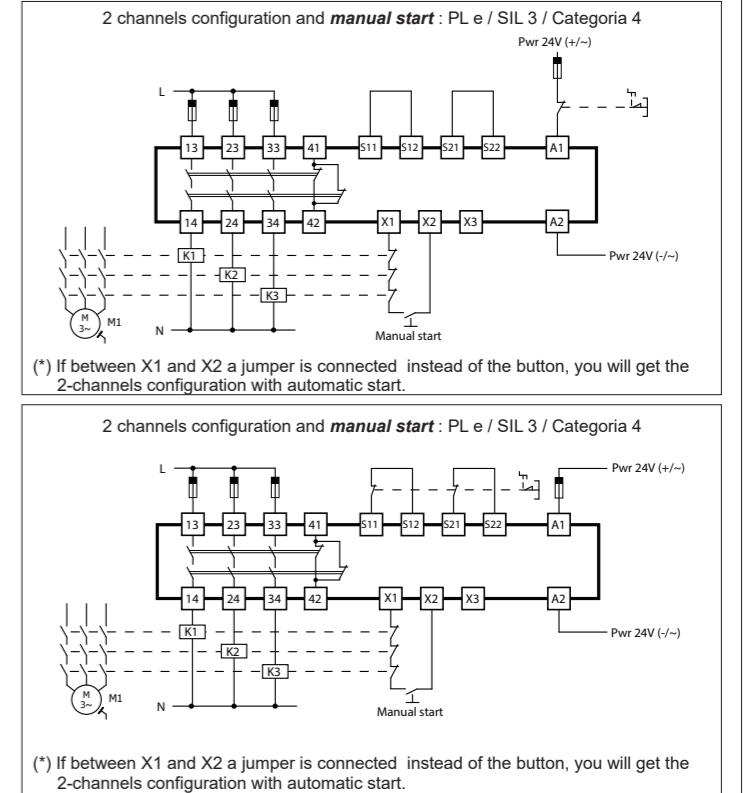 2 channels configuration and manual start : PL e / SIL 3 / Categoria 4
Pwr 24V (+/~)
L
13 23 33 41 S11 S12 S21 S22 A1
14 24 34 42 X1 X2 X3 A2
K1
Pwr 24V (-/~)
K2
K3
M 3~
M1
N
Manual start
(*) If between X1 and X2 a jumper is connected instead of the button, you will get the
2-channels configuration with automatic start.
2 channels configuration and manual start : PL e / SIL 3 / Categoria 4
L
Pwr 24V (+/~)
13 23 33 41 S11 S12 S21 S22 A1
14 24 34 42 X1 X2 X3 A2
K1
Pwr 24V (-/~)
K2
K3
M 3~
M1
N
Manual start
(*) If between X1 and X2 a jumper is connected instead of the button, you will get the
2-channels configuration with automatic start.